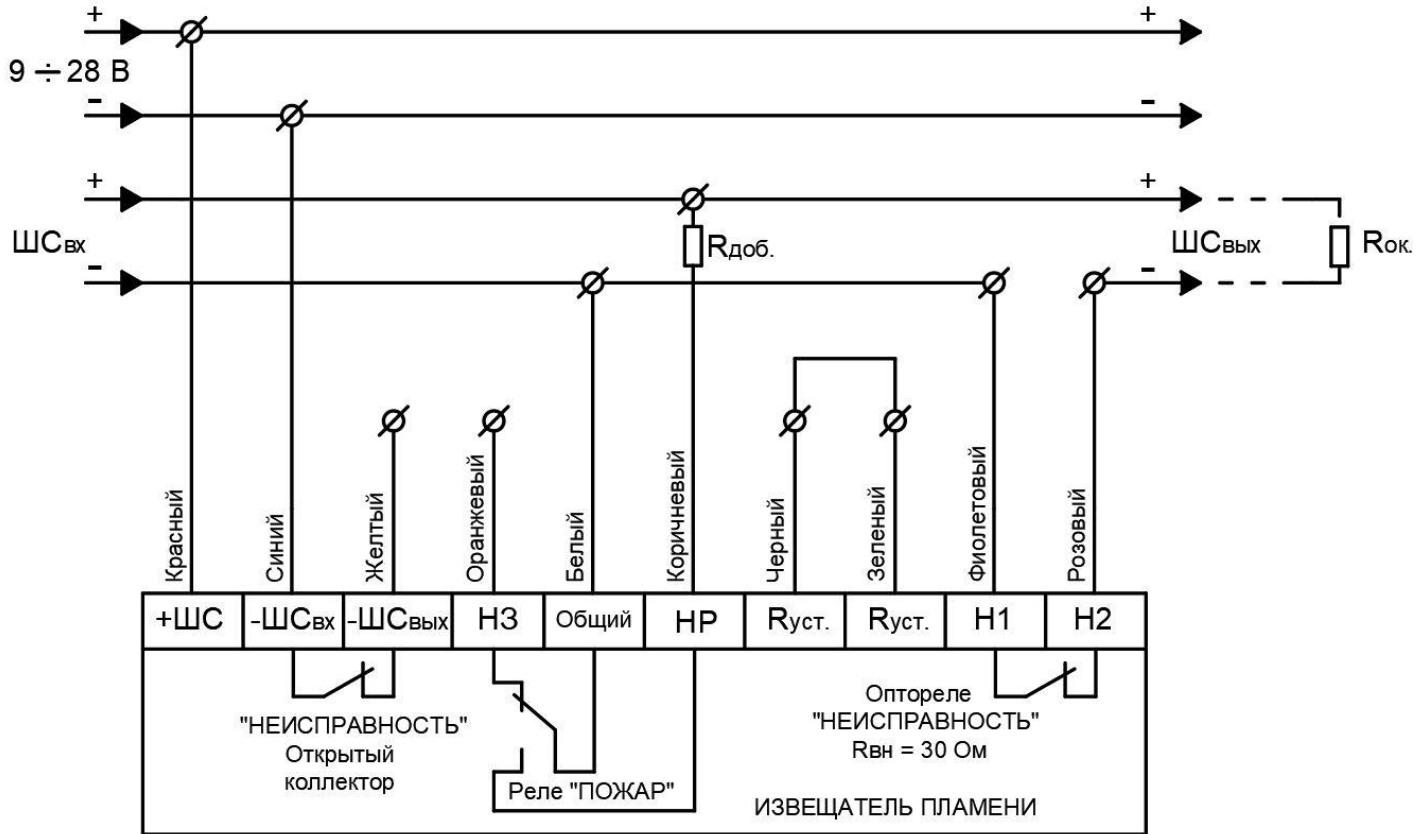 + +
9 ÷ 28 В
- -
+ +
ШСвх Rдоб. ШСвых Rок.
- -
Красный
Синий
Желтый
Оранжевый
Белый
Коричневый
Черный
Зеленый
Фиолетовый
Розовый
+ШС -ШСвх -ШСвых НЗ Общий НР Rуст. Rуст. Н1 Н2
"НЕИСПРАВНОСТЬ"
Открытый
коллектор
Реле "ПОЖАР"
Оптореле
"НЕИСПРАВНОСТЬ"
Rвн = 30 Ом
ИЗВЕЩАТЕЛЬ ПЛАМЕНИ